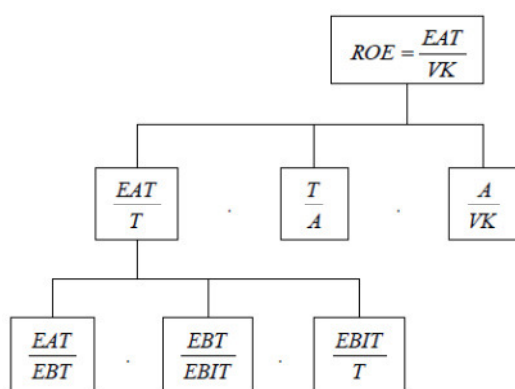 ROE = EAT / VK
EAT / T . T / A . A / VK
EAT / EBT . EBT / EBIT . EBIT / T